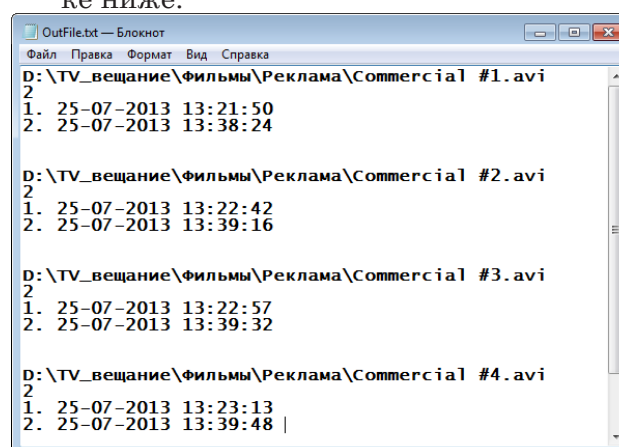 ке ниже.
OutFile.txt — Блокнот
Файл Правка Формат Вид Справка
D:\TV_вещание\Фильмы\Реклама\Commercial #1.avi
2
1. 25-07-2013 13:21:50
2. 25-07-2013 13:38:24
D:\TV_вещание\Фильмы\Реклама\Commercial #2.avi
2
1. 25-07-2013 13:22:42
2. 25-07-2013 13:39:16
D:\TV_вещание\Фильмы\Реклама\Commercial #3.avi
2
1. 25-07-2013 13:22:57
2. 25-07-2013 13:39:32
D:\TV_вещание\Фильмы\Реклама\Commercial #4.avi
2
1. 25-07-2013 13:23:13
2. 25-07-2013 13:39:48